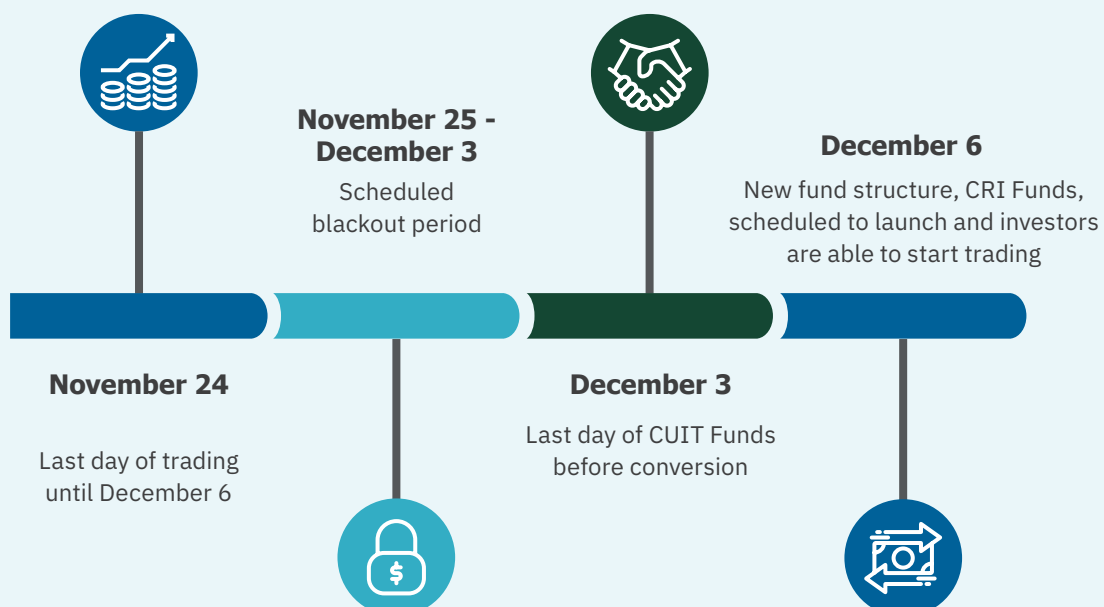 November 24
Last day of trading
until December 6
November 25 -
December 3
Scheduled
blackout period
$
December 3
Last day of CUIT Funds
before conversion
December 6
New fund structure, CRI Funds,
scheduled to launch and investors
are able to start trading